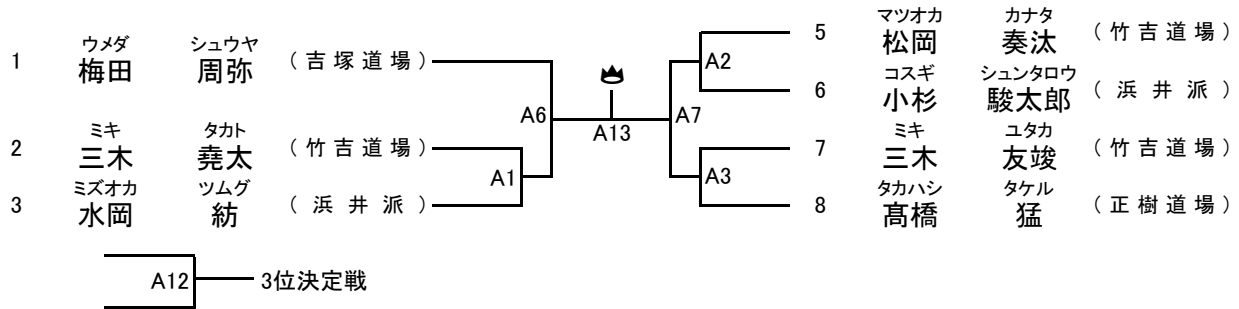 ウメダ シュウヤ
1 梅田 周弥 (吉塚道場)
ミキ タカト
2 三木 堯太 (竹吉道場)
ミズオカ ツムグ
3 水岡 紡 (浜井派)
A6
A1
A13
マツオカ カナタ
5 松岡 奏汰 (竹吉道場)
コスギ シュンタロウ
6 小杉 駿太郎 (浜井派)
ミキ ユタカ
7 三木 友竣 (竹吉道場)
タカハシ タケル
8 髙橋 猛 (正樹道場)
A2
A7
A3
A12 3位決定戦